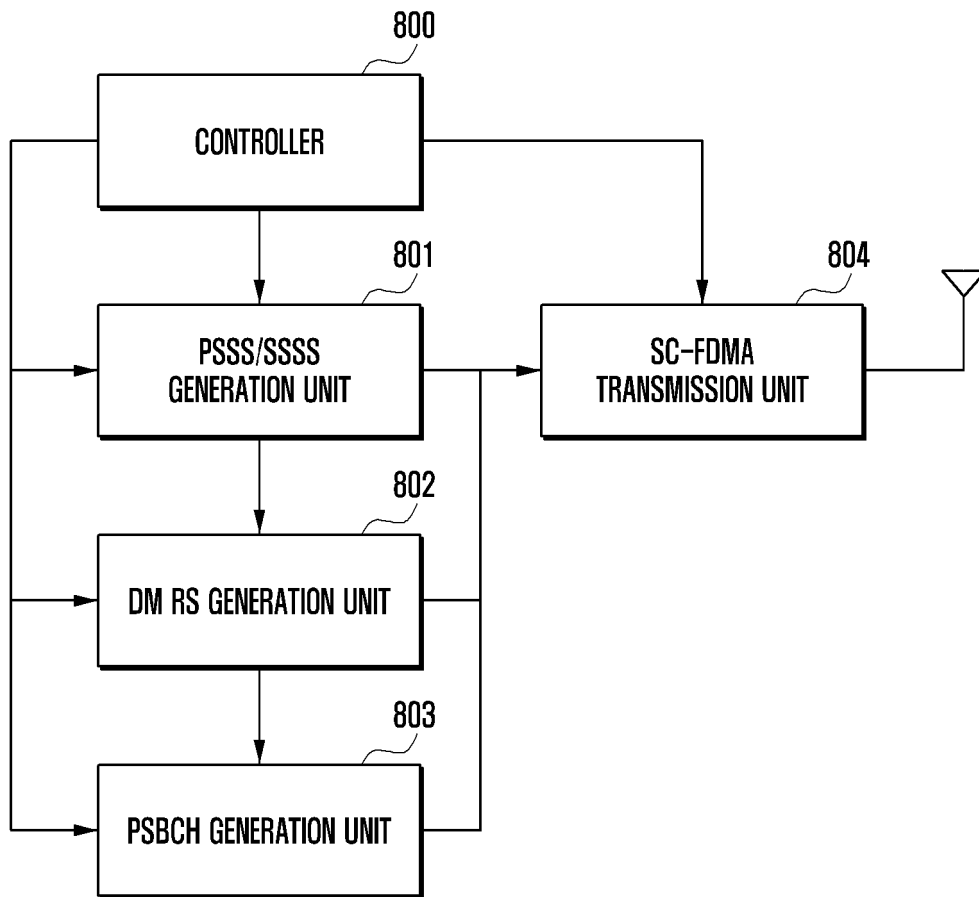 800
CONTROLLER
801
PSSS/SSSS
GENERATION UNIT
804
SC-FDMA
TRANSMISSION UNIT
802
DM RS GENERATION UNIT
803
PSBCH GENERATION UNIT